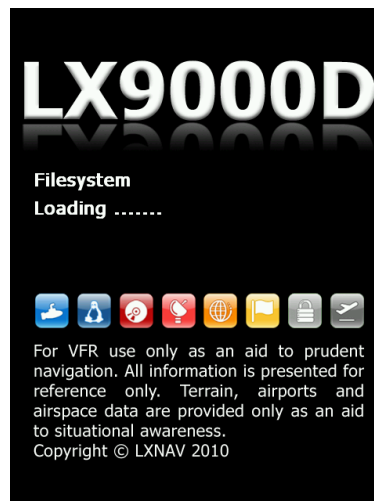 LX9000D
Filesystem
Loading .......
For VFR use only as an aid to prudent
navigation. All information is presented for
reference only. Terrain, airports and
airspace data are provided only as an aid
to situational awareness.
Copyright © LXNAV 2010